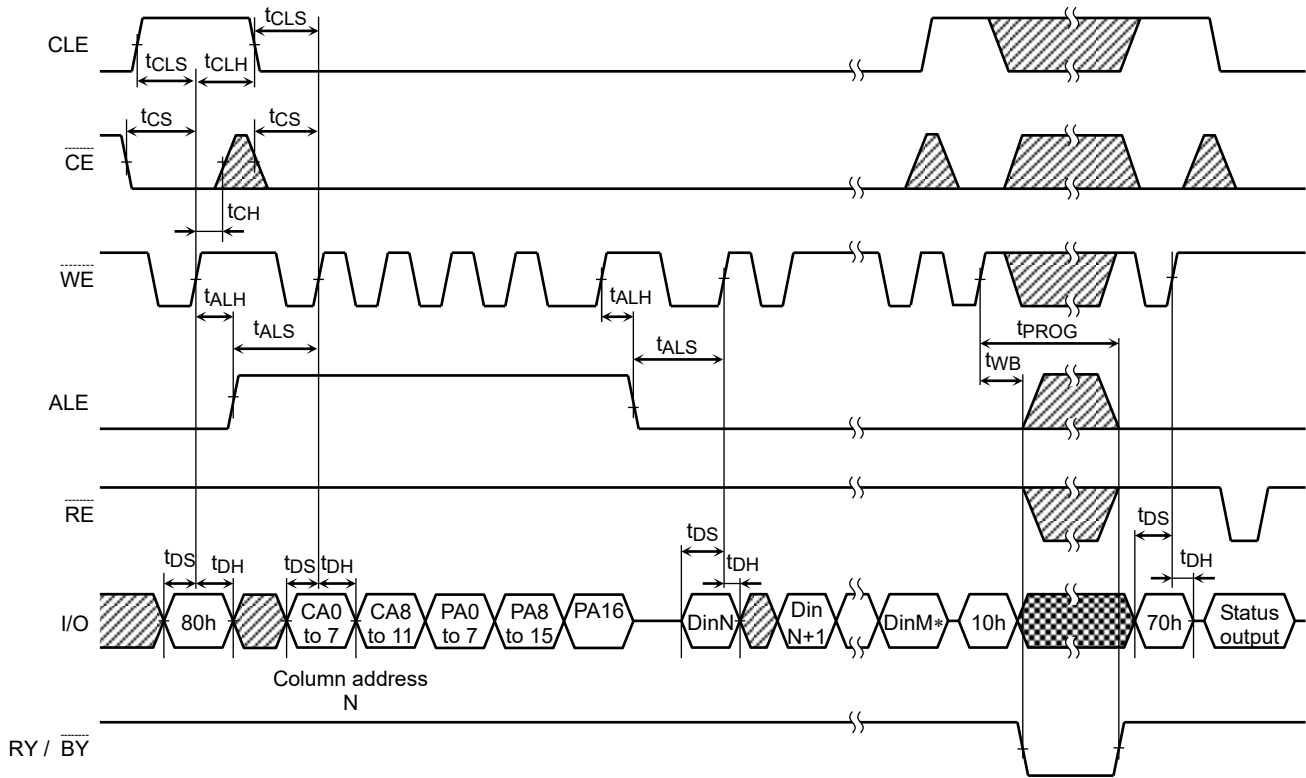 tCLS
CLE
tCLS tCLH
tCS tCS
CE
tCH
WE
tALH tALH
tALS tALS
tPROG
tWB
ALE
RE
tDS tDH tDS tDH tDS tDH tDS tDH
I/O
80h
CA0 to 7
CA8 to 11
PA0 to 7
PA8 to 15
PA16
DinN
Din N+1
DinM*
10h
70h
Status output
Column address
N
RY / BY